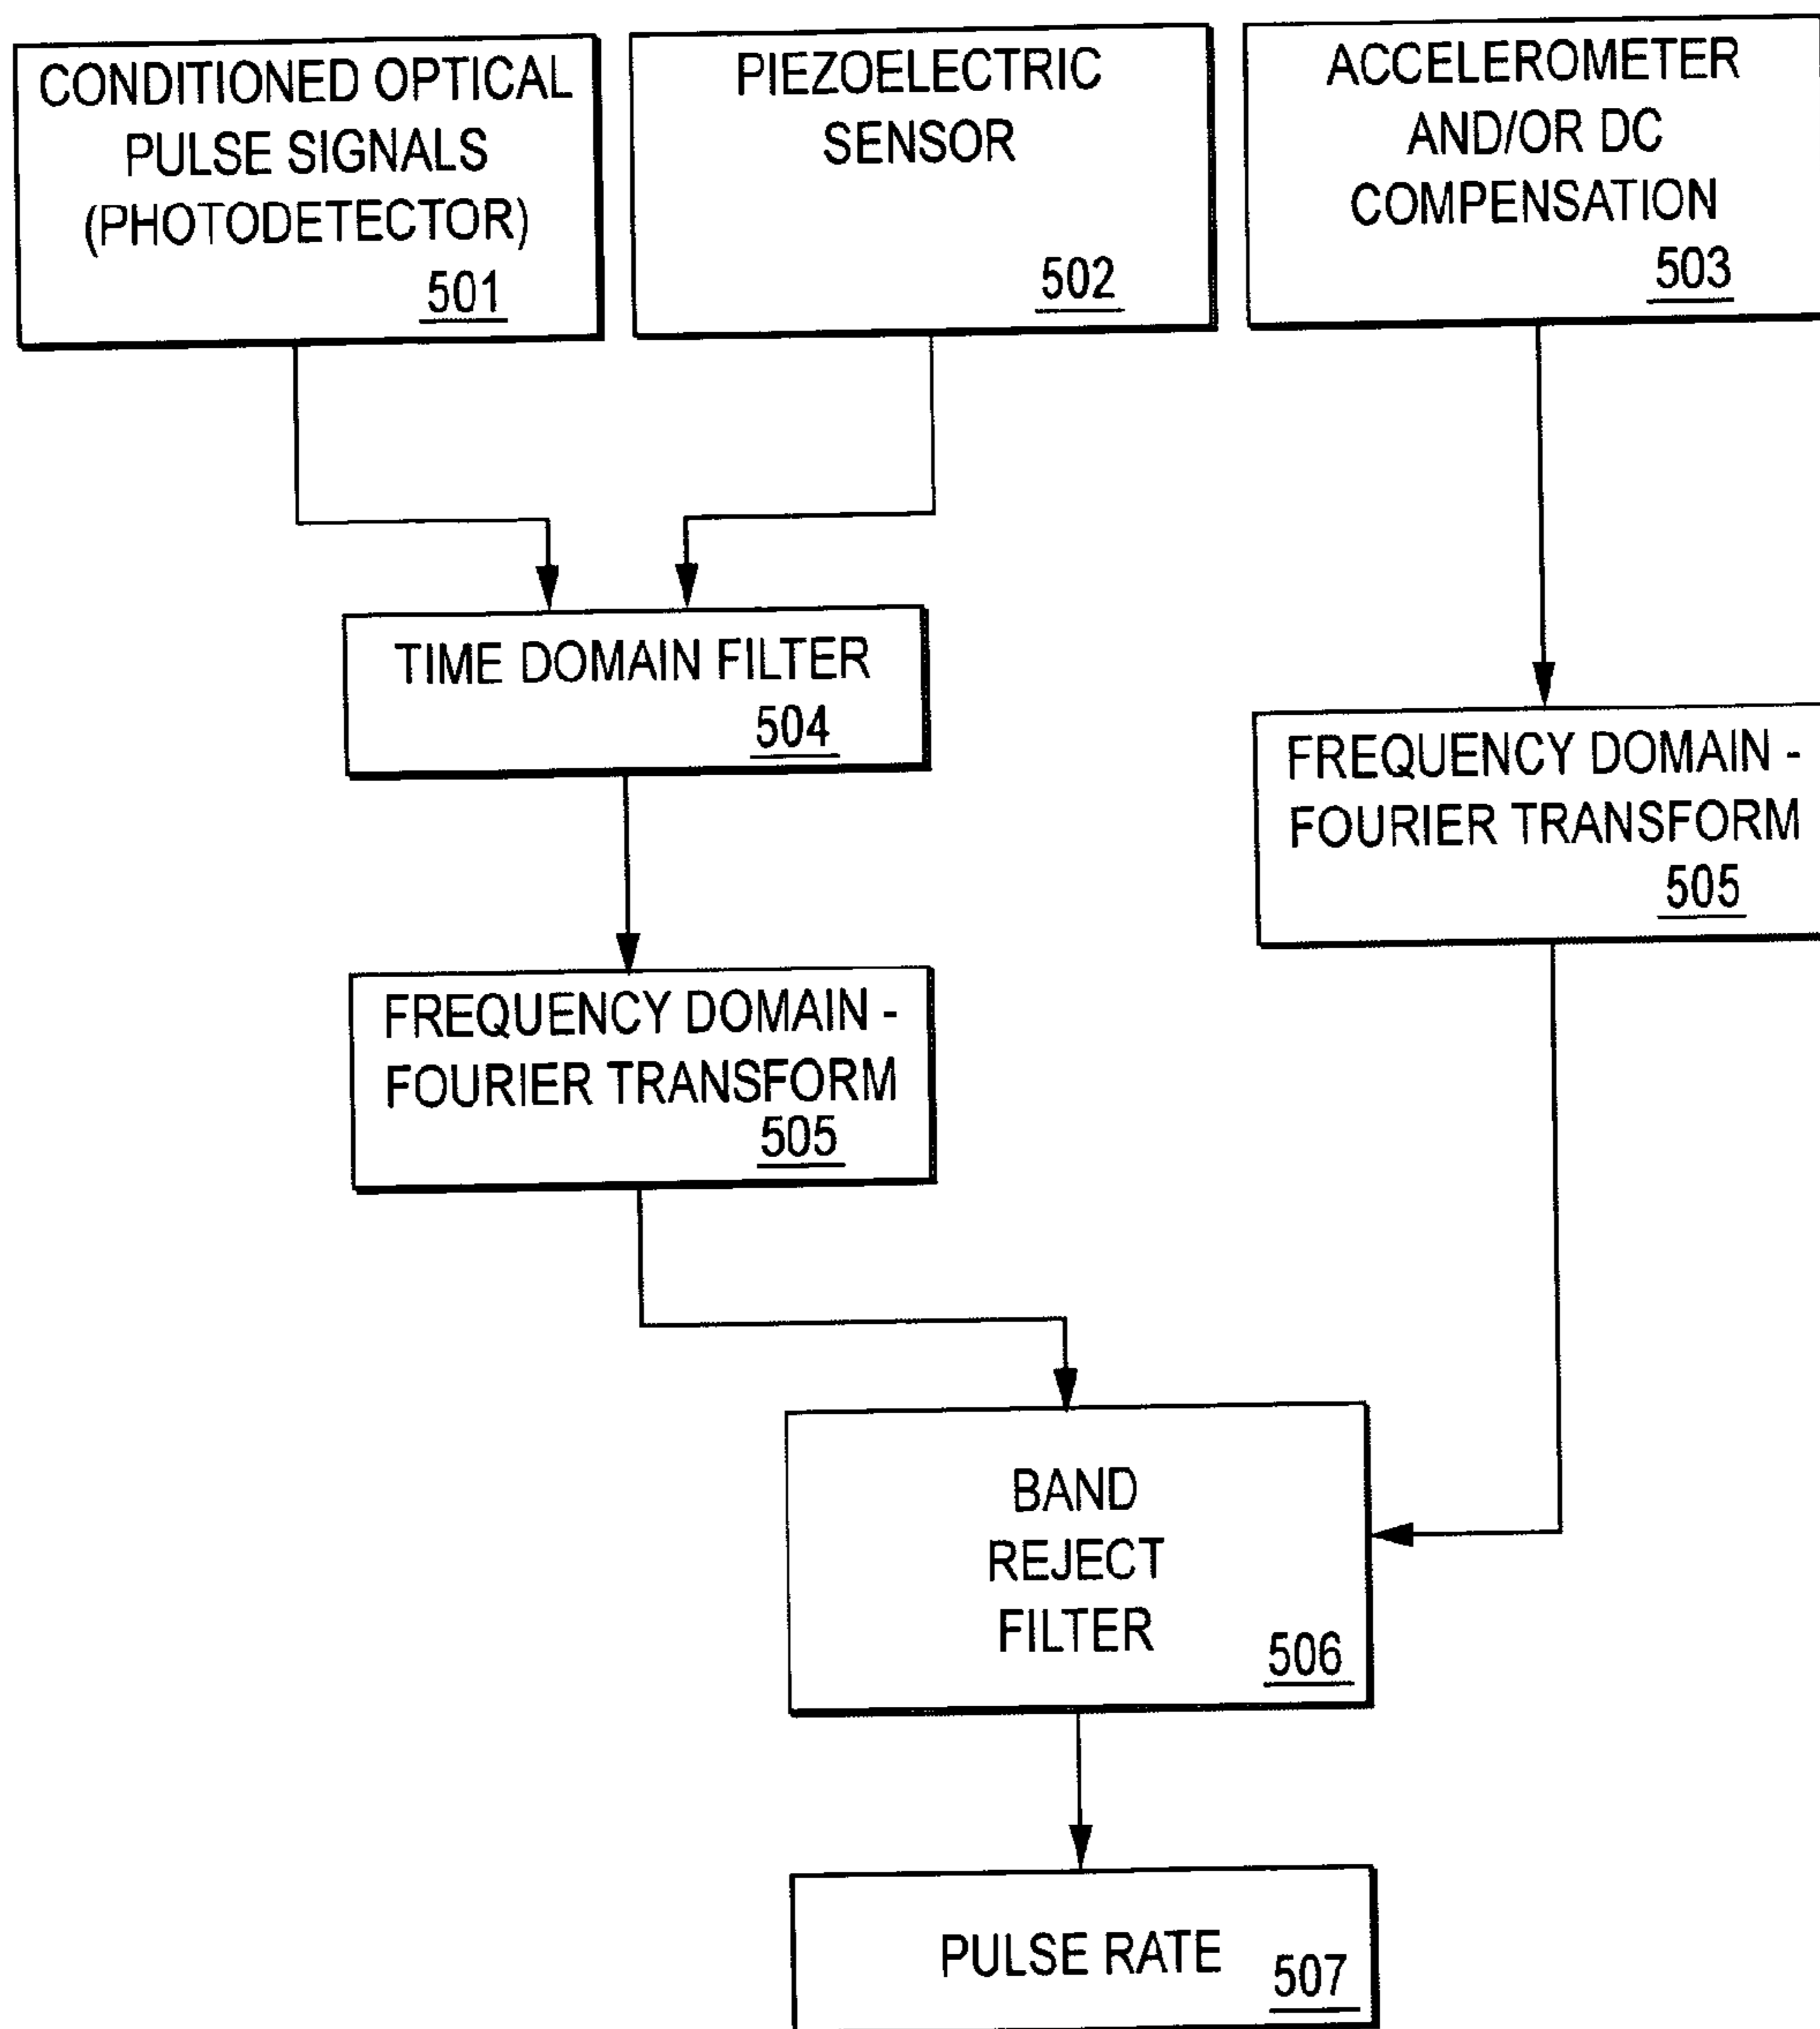 CONDITIONED OPTICAL
PULSE SIGNALS
(PHOTODETECTOR)
501
PIEZOELECTRIC
SENSOR
502
ACCELEROMETER
AND/OR DC
COMPENSATION
503
TIME DOMAIN FILTER
504
FREQUENCY DOMAIN -
FOURIER TRANSFORM
505
FREQUENCY DOMAIN -
FOURIER TRANSFORM
505
BAND
REJECT
FILTER
506
PULSE RATE
507